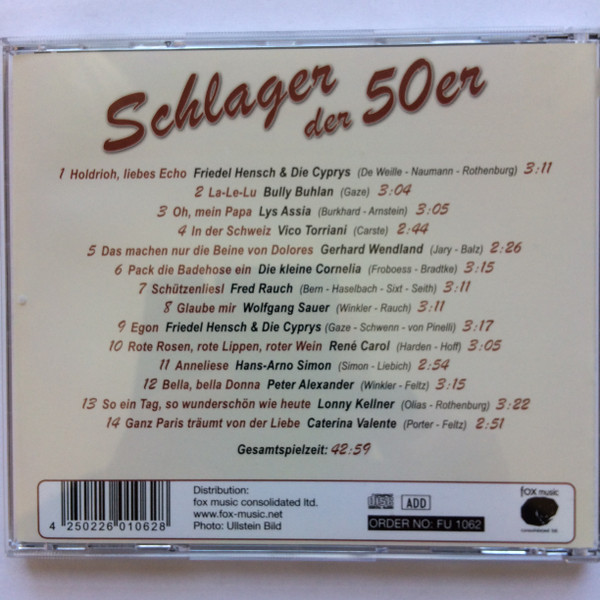 Schlager
der 50er
1 Holdrioh, liebes Echo Friedel Hensch & Die Cyprys (De Weille - Naumann - Rothenburg) 3:11
2 La-Le-Lu Bully Buhlan (Gaze) 3:04
3 Oh, mein Papa Lys Assia (Burkhard - Arnstein) 3:05
4 In der Schweiz Vico Torriani (Carste) 2:44
5 Das machen nur die Beine von Dolores Gerhard Wendland (Jary - Balz) 2:26
6 Pack die Badehose ein Die kleine Cornelia (Froboess - Bradtke) 3:15
7 Schützenliesl Fred Rauch (Bern - Haselbach - Sixt - Seith) 3:11
8 Glaube mir Wolfgang Sauer (Winkler - Rauch) 3:11
9 Egon Friedel Hensch & Die Cyprys (Gaze - Schwenn - von Pinelli) 3:17
10 Rote Rosen, rote Lippen, roter Wein René Carol (Harden - Hoff) 3:05
11 Anneliese Hans-Arno Simon (Simon - Liebich) 2:54
12 Bella, bella Donna Peter Alexander (Winkler - Feltz) 3:15
13 So ein Tag, so wunderschön wie heute Lonny Kellner (Olias - Rothenburg) 3:22
14 Ganz Paris träumt von der Liebe Caterina Valente (Porter - Feltz) 2:51
Gesamtspielzeit: 42:59
4 250226 010628
Distribution:
fox music consolidated ltd.
www.fox-music.net
Photo: Ullstein Bild
ADD
ORDER NO: FU 1062
fox music